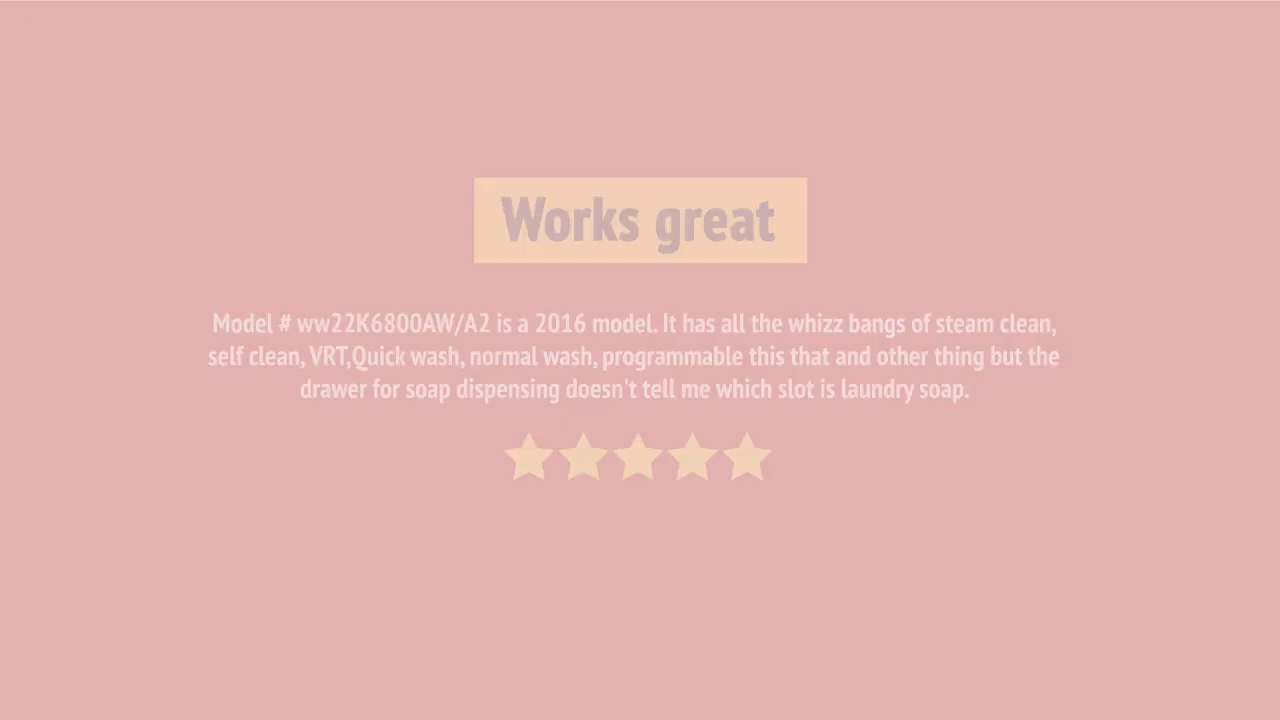 Works great
Model # ww22K6800AW/A2 is a 2016 model. It has all the whizz bangs of steam clean,
self clean, VRT,Quick wash, normal wash, programmable this that and other thing but the
drawer for soap dispensing doesn't tell me which slot is laundry soap.